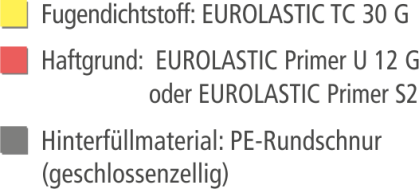 Fugendichtstoff: EUROLASTIC TC 30 G
Haftgrund: EUROLASTIC Primer U 12 G
oder EUROLASTIC Primer S2
Hinterfüllmaterial: PE-Rundschnur
(geschlossenzellig)